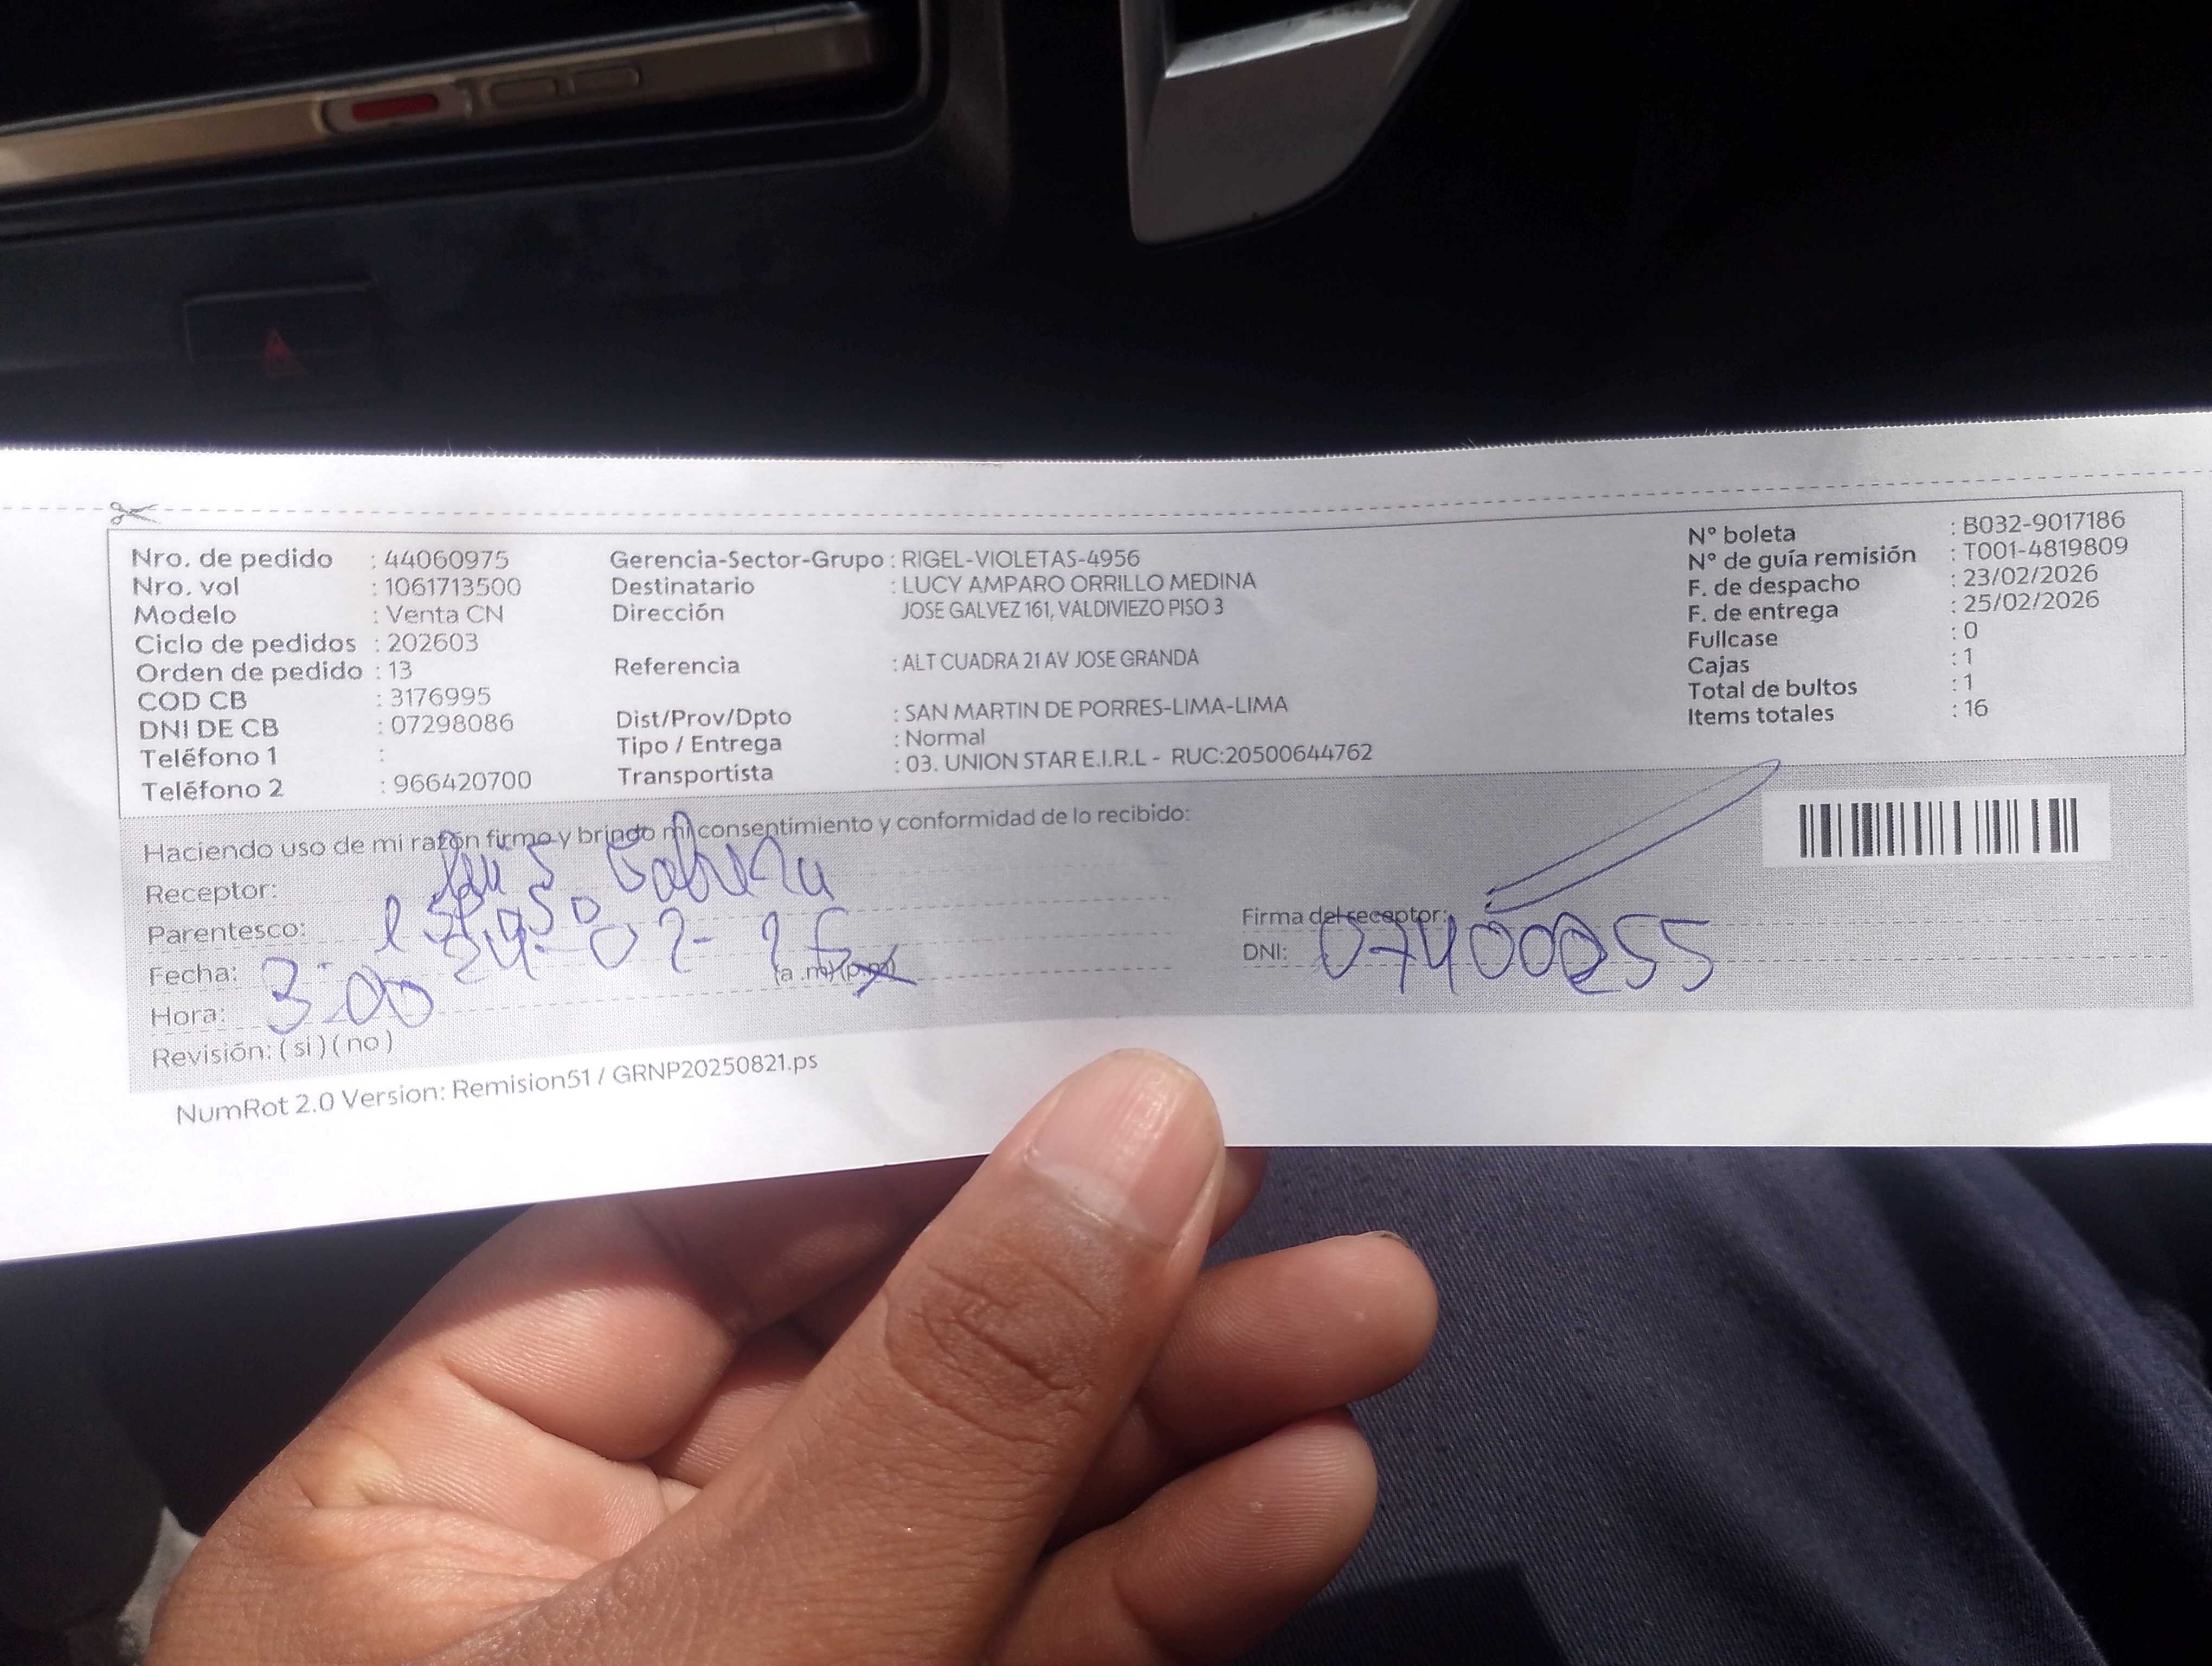 Nro. de pedido : 44060975
Nro. vol : 1061713500
Modelo : Venta CN
Ciclo de pedidos : 202603
Orden de pedido : 13
COD CB : 3176995
DNI DE CB : 07298086
Teléfono 1 :
Teléfono 2 : 966420700
Gerencia-Sector-Grupo : RIGEL-VIOLETAS-4956
Destinatario : LUCY AMPARO ORRILLO MEDINA
Dirección JOSE GALVEZ 161, VALDIVIEZO PISO 3
Referencia : ALT CUADRA 21 AV JOSE GRANDA
Dist/Prov/Dpto : SAN MARTIN DE PORRES-LIMA-LIMA
Tipo / Entrega : Normal
Transportista : 03. UNION STAR E.I.R.L - RUC:20500644762
N° boleta : B032-9017186
N° de guía remisión : T001-4819809
F. de despacho : 23/02/2026
F. de entrega : 25/02/2026
Fullcase : 0
Cajas : 1
Total de bultos : 1
Items totales : 16
Haciendo uso de mi razón firmo y brindo mi consentimiento y conformidad de lo recibido:
Receptor: Luis
Parentesco: esposo
Fecha: 24-02-26
Hora: 3:00 (a .m)(p.m)
Revisión: ( si ) ( no )
Firma del receptor:
DNI: 07400255
NumRot 2.0 Version: Remision51 / GRNP20250821.ps